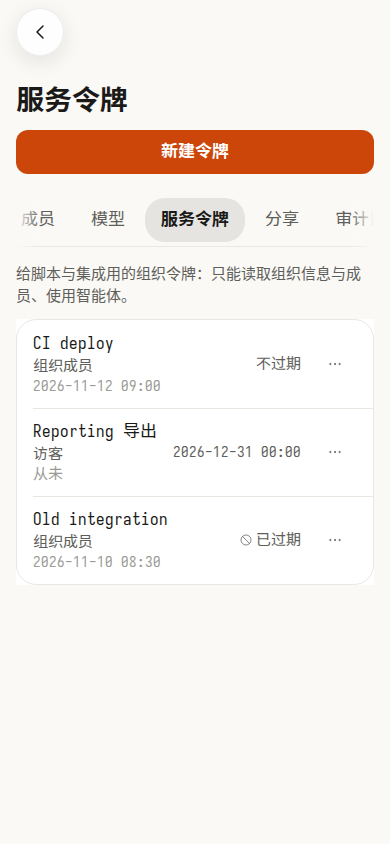 服务令牌
新建令牌
成员 模型 服务令牌 分享 审计
给脚本与集成用的组织令牌：只能读取组织信息与成
员、使用智能体。
CI deploy
组织成员
2026-11-12 09:00
不过期
Reporting 导出
访客
从未
2026-12-31 00:00
Old integration
组织成员
2026-11-10 08:30
已过期